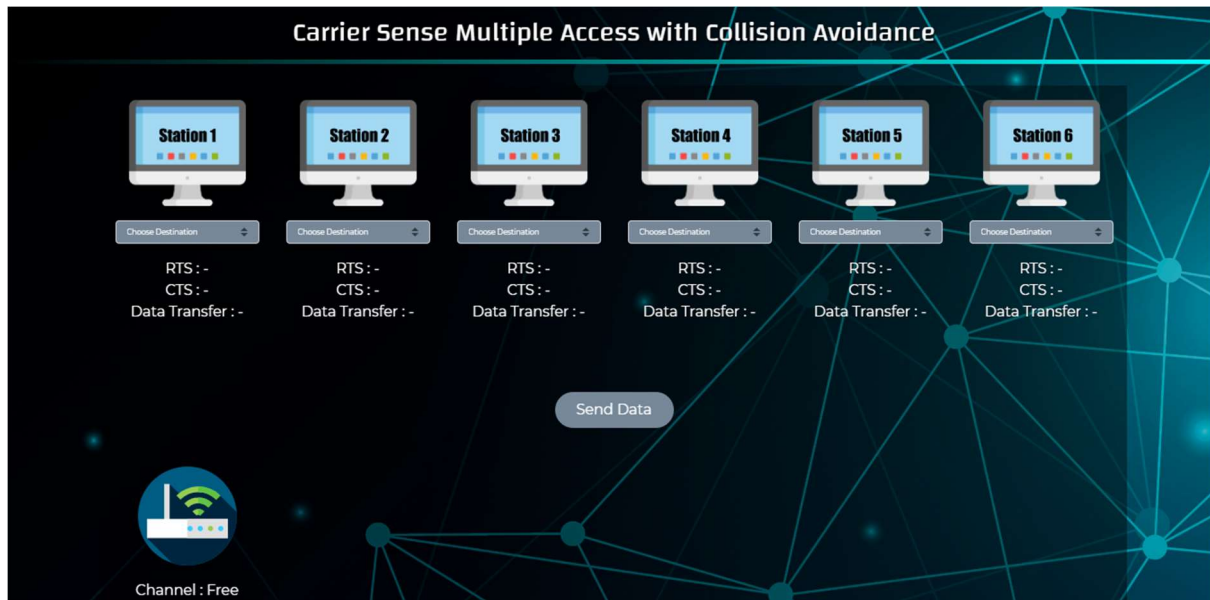 Carrier Sense Multiple Access with Collision Avoidance
Station 1
Station 2
Station 3
Station 4
Station 5
Station 6
Choose Destination
Choose Destination
Choose Destination
Choose Destination
Choose Destination
Choose Destination
RTS : -
RTS : -
RTS : -
RTS : -
RTS : -
RTS : -
CTS : -
CTS : -
CTS : -
CTS : -
CTS : -
CTS : -
Data Transfer : -
Data Transfer : -
Data Transfer : -
Data Transfer : -
Data Transfer : -
Data Transfer : -
Send Data
Channel : Free